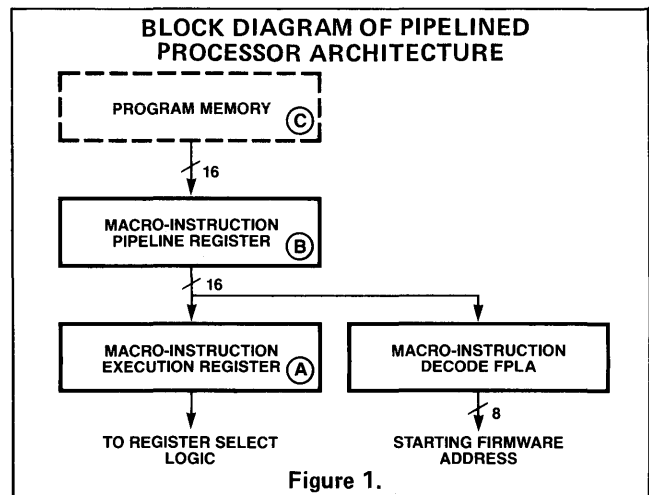 BLOCK DIAGRAM OF PIPELINED
PROCESSOR ARCHITECTURE
PROGRAM MEMORY
C
16
MACRO-INSTRUCTION
PIPELINE REGISTER
B
16
MACRO-INSTRUCTION
EXECUTION REGISTER
A
MACRO-INSTRUCTION
DECODE FPLA
8
TO REGISTER SELECT
LOGIC
STARTING FIRMWARE
ADDRESS
Figure 1.